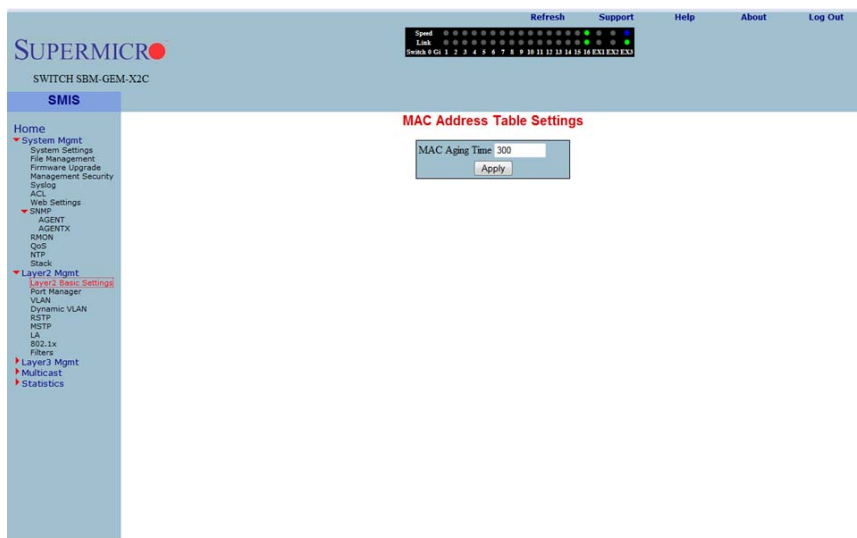 Refresh Support Help About Log Out
Speed
Link
Switch 0 Gi 1 2 3 4 5 6 7 8 9 10 11 12 13 14 15 16 EX1 EX2 EX3
SUPERMICRO
SWITCH SBM-GEM-X2C
SMIS
Home
System Mgmt
System Settings
File Management
Firmware Upgrade
Management Security
Syslog
ACL
Web Settings
SNMP
AGENT
AGENTX
RMON
QoS
NTP
Stack
Layer2 Mgmt
Layer2 Basic Settings
Port Manager
VLAN
Dynamic VLAN
RSTP
MSTP
LA
802.1x
Filters
Layer3 Mgmt
Multicast
Statistics
MAC Address Table Settings
MAC Aging Time 300
Apply